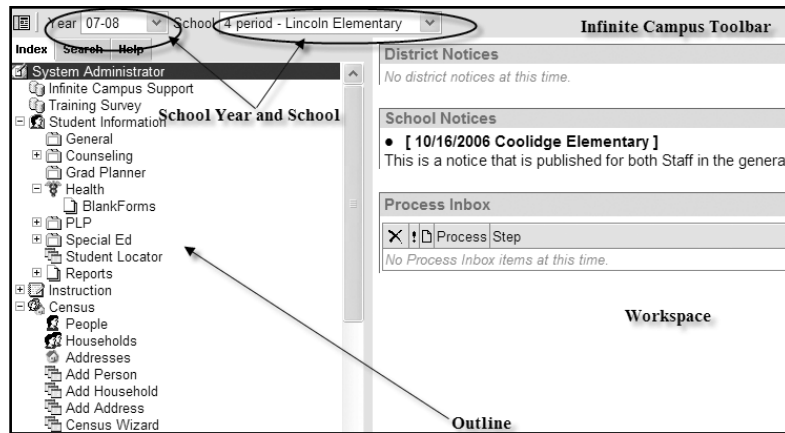 Year 07-08 School 4 period - Lincoln Elementary
Infinite Campus Toolbar
Index Search Help
System Administrator
Infinite Campus Support
Training Survey
School Year and School
Student Information
General
Counseling
Grad Planner
Health
BlankForms
PLP
Special Ed
Student Locator
Reports
Instruction
Census
People
Households
Addresses
Add Person
Add Household
Add Address
Census Wizard
Outline
District Notices
No district notices at this time.
School Notices
• [ 10/16/2006 Coolidge Elementary ]
This is a notice that is published for both Staff in the genera
Process Inbox
! Process Step
No Process Inbox items at this time.
Workspace